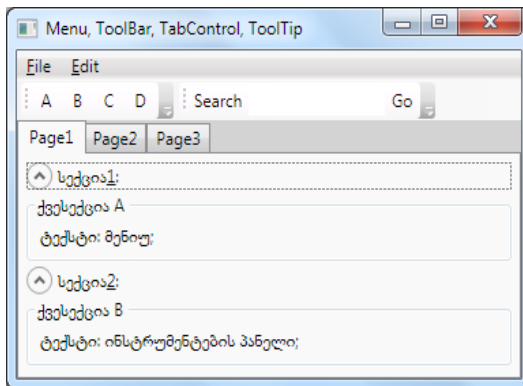 Menu, ToolBar, TabControl, ToolTip
File Edit
A B C D Search Go
Page1 Page2 Page3
სექცია1:
ქვესექცია A
ტექსტი: მენიუ;
სექცია2:
ქვესექცია B
ტექსტი: ინსტრუმენტების პანელი;